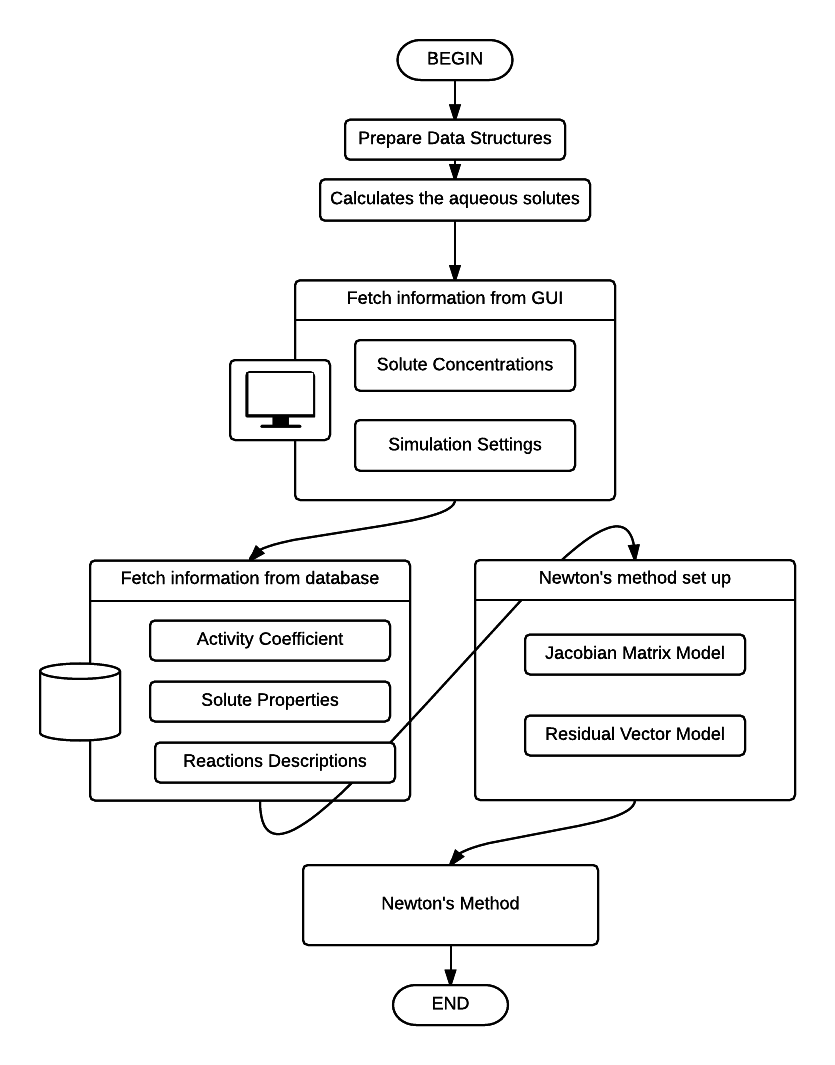 BEGIN
Prepare Data Structures
Calculates the aqueous solutes
Fetch information from GUI
Solute Concentrations
Simulation Settings
Fetch information from database
Activity Coefficient
Solute Properties
Reactions Descriptions
Newton's method set up
Jacobian Matrix Model
Residual Vector Model
Newton's Method
END